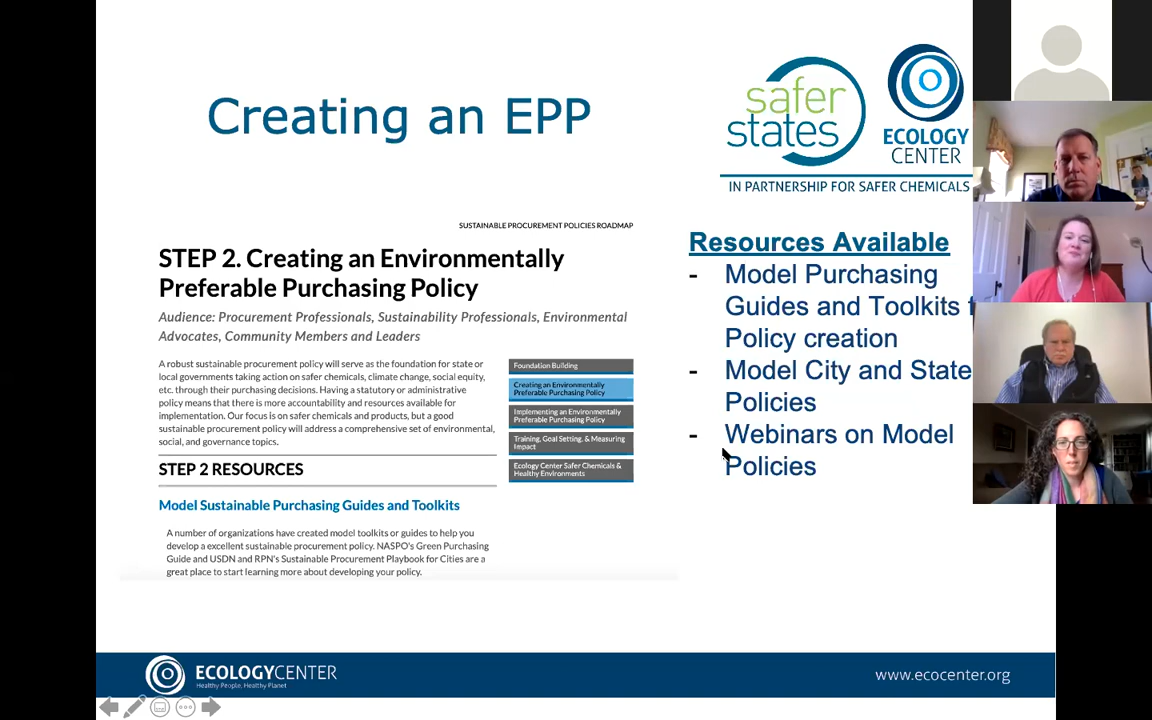 Creating an EPP
safer
states
ECOLOGY
CENTER
IN PARTNERSHIP FOR SAFER CHEMICALS
SUSTAINABLE PROCUREMENT POLICIES ROADMAP
STEP 2. Creating an Environmentally
Preferable Purchasing Policy
Audience: Procurement Professionals, Sustainability Professionals, Environmental
Advocates, Community Members and Leaders
A robust sustainable procurement policy will serve as the foundation for state or
local governments taking action on safer chemicals, climate change, social equity,
etc. through their purchasing decisions. Having a statutory or administrative
policy means that there is more accountability and resources available for
implementation. Our focus is on safer chemicals and products, but a good
sustainable procurement policy will address a comprehensive set of environmental,
social, and governance topics.
Foundation Building
Creating an Environmentally
Preferable Purchasing Policy
Implementing an Environmentally
Preferable Purchasing Policy
Training, Goal Setting, & Measuring
Impact
Ecology Center Safer Chemicals &
Healthy Environments
STEP 2 RESOURCES
Model Sustainable Purchasing Guides and Toolkits
A number of organizations have created model toolkits or guides to help you
develop a excellent sustainable procurement policy. NASPO's Green Purchasing
Guide and USDN and RPN's Sustainable Procurement Playbook for Cities are a
great place to start learning more about developing your policy.
Resources Available
- Model Purchasing
Guides and Toolkits f
Policy creation
- Model City and State
Policies
- Webinars on Model
Policies
ECOLOGYCENTER
Healthy People, Healthy Planet
www.ecocenter.org